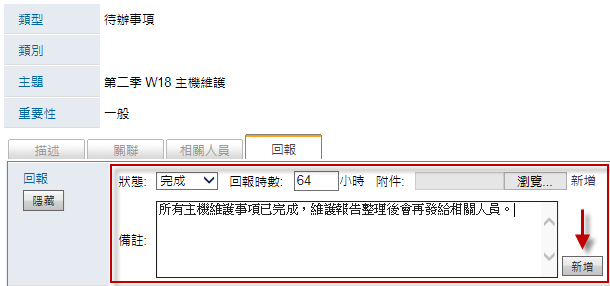 類型 待辦事項
類別
主題 第二季 W18 主機維護
重要性 一般
描述 關聯 相關人員 回報
回報 狀態: 完成 回報時數: 64 小時 附件: 瀏覽... 新增
隱藏
所有主機維護事項已完成，維護報告整理後會再發給相關人員。
備註:
新增